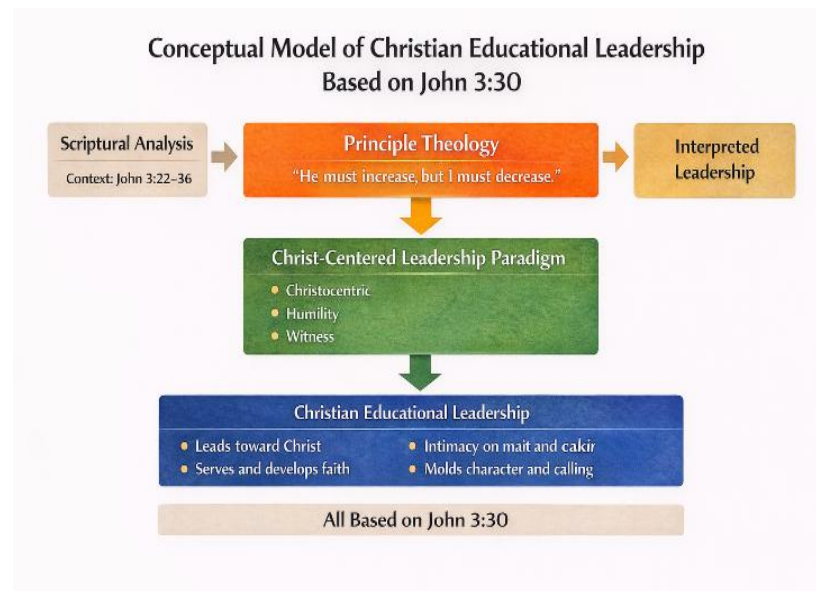 Conceptual Model of Christian Educational Leadership
Based on John 3:30
Scriptural Analysis
Context: John 3:22–36
Principle Theology
“He must increase, but I must decrease.”
Interpreted
Leadership
Christ-Centered Leadership Paradigm
• Christocentric
• Humility
• Witness
Christian Educational Leadership
• Leads toward Christ
• Serves and develops faith
• Intimacy on mait and cakir
• Molds character and calling
All Based on John 3:30